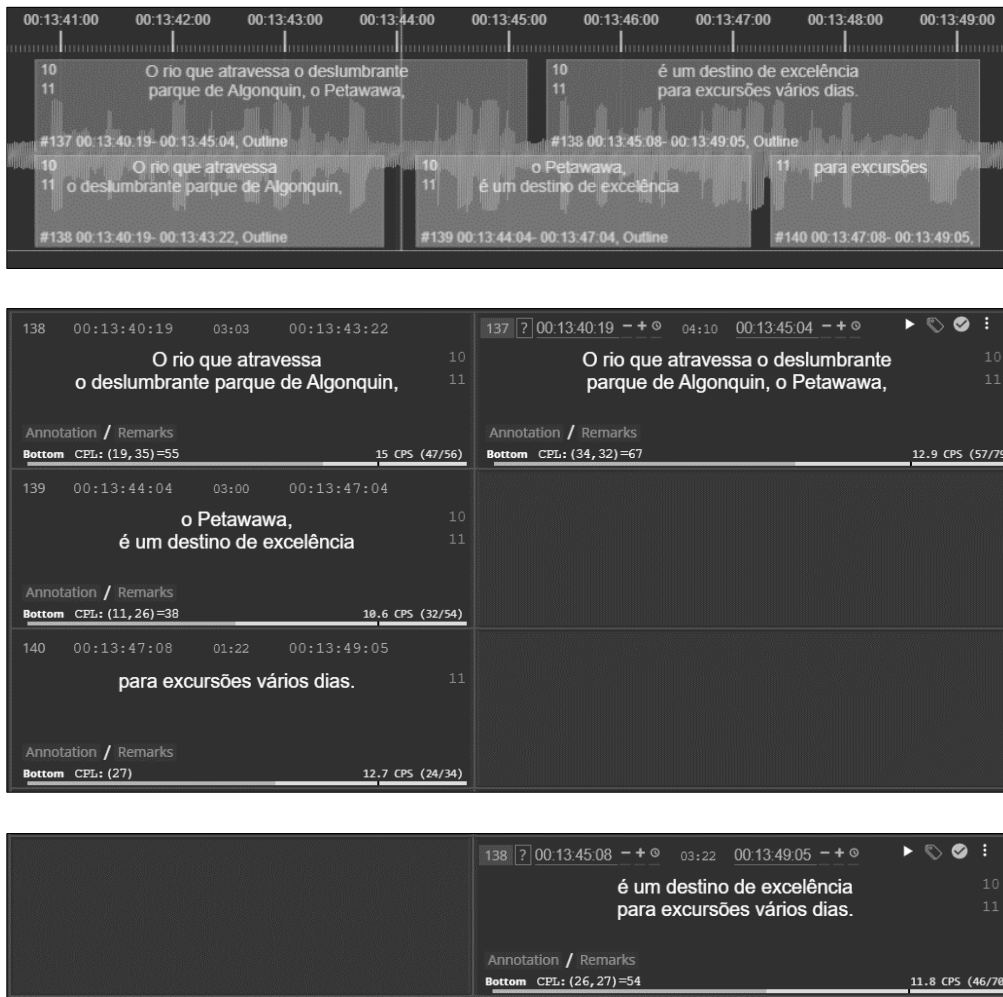 00:13:41:00 00:13:42:00 00:13:43:00 00:13:44:00 00:13:45:00 00:13:46:00 00:13:47:00 00:13:48:00 00:13:49:00
10 O rio que atravessa o deslumbrante
11 parque de Algonquin, o Petawawa,
#137 00:13:40:19- 00:13:45:04, Outline
10 é um destino de excelência
11 para excursões vários dias.
#138 00:13:45:08- 00:13:49:05, Outline
10 O rio que atravessa
11 o deslumbrante parque de Algonquin,
#138 00:13:40:19- 00:13:43:22, Outline
10 o Petawawa,
11 é um destino de excelência
#139 00:13:44:04- 00:13:47:04, Outline
11 para excursões
#140 00:13:47:08- 00:13:49:05,
138 00:13:40:19 03:03 00:13:43:22
O rio que atravessa 10
o deslumbrante parque de Algonquin, 11
Annotation / Remarks
Bottom CPL: (19,35)=55 15 CPS (47/56)
137 ? 00:13:40:19 - + 04:10 00:13:45:04 - +
O rio que atravessa o deslumbrante 10
parque de Algonquin, o Petawawa, 11
Annotation / Remarks
Bottom CPL: (34,32)=67 12.9 CPS (57/79
139 00:13:44:04 03:00 00:13:47:04
o Petawawa, 10
é um destino de excelência 11
Annotation / Remarks
Bottom CPL: (11,26)=38 10.6 CPS (32/54)
140 00:13:47:08 01:22 00:13:49:05
para excursões vários dias. 11
Annotation / Remarks
Bottom CPL: (27) 12.7 CPS (24/34)
138 ? 00:13:45:08 - + 03:22 00:13:49:05 - +
é um destino de excelência 10
para excursões vários dias. 11
Annotation / Remarks
Bottom CPL: (26,27)=54 11.8 CPS (46/70